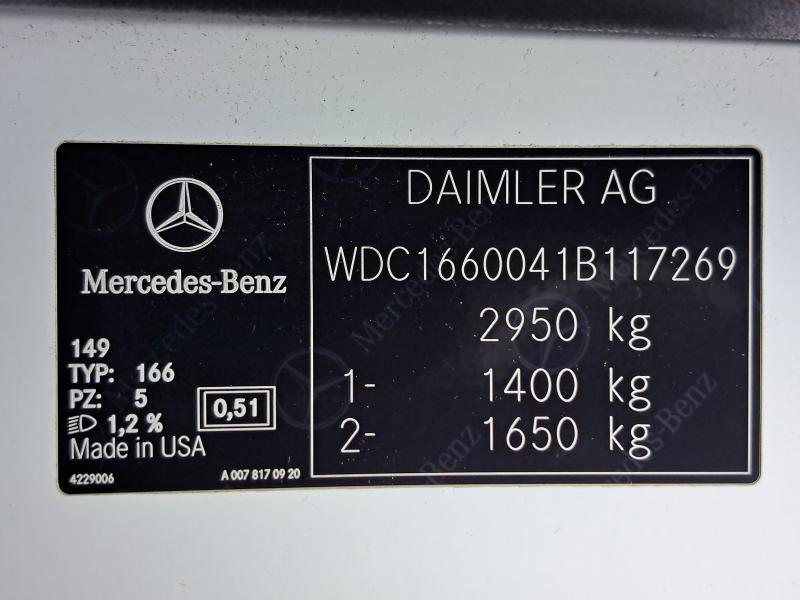 Mercedes-Benz
149
TYP: 166
PZ: 5
1,2 %
0,51
Made in USA
4229006
A 007 817 09 20
DAIMLER AG
WDC1660041B117269
2950 kg
1- 1400 kg
2- 1650 kg